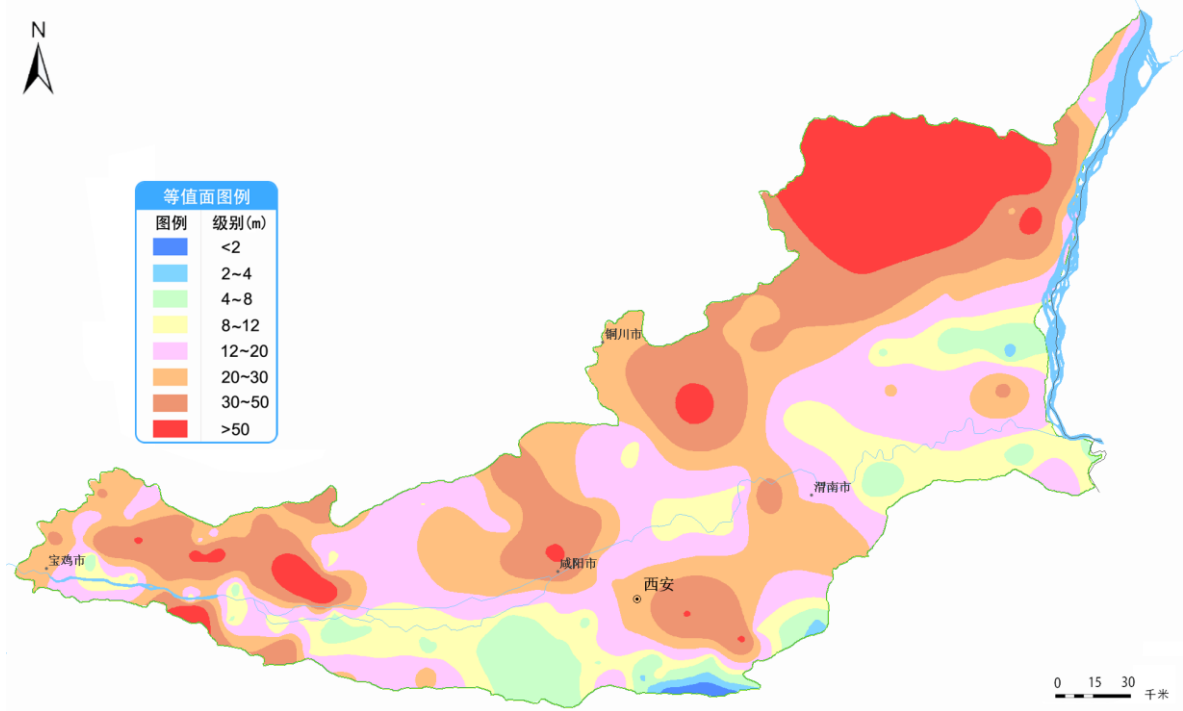 N
等值面图例
图例 级别(m)
<2
2~4
4~8
8~12
12~20
20~30
30~50
>50
铜川市
渭南市
宝鸡市
咸阳市
西安
0 15 30
千米